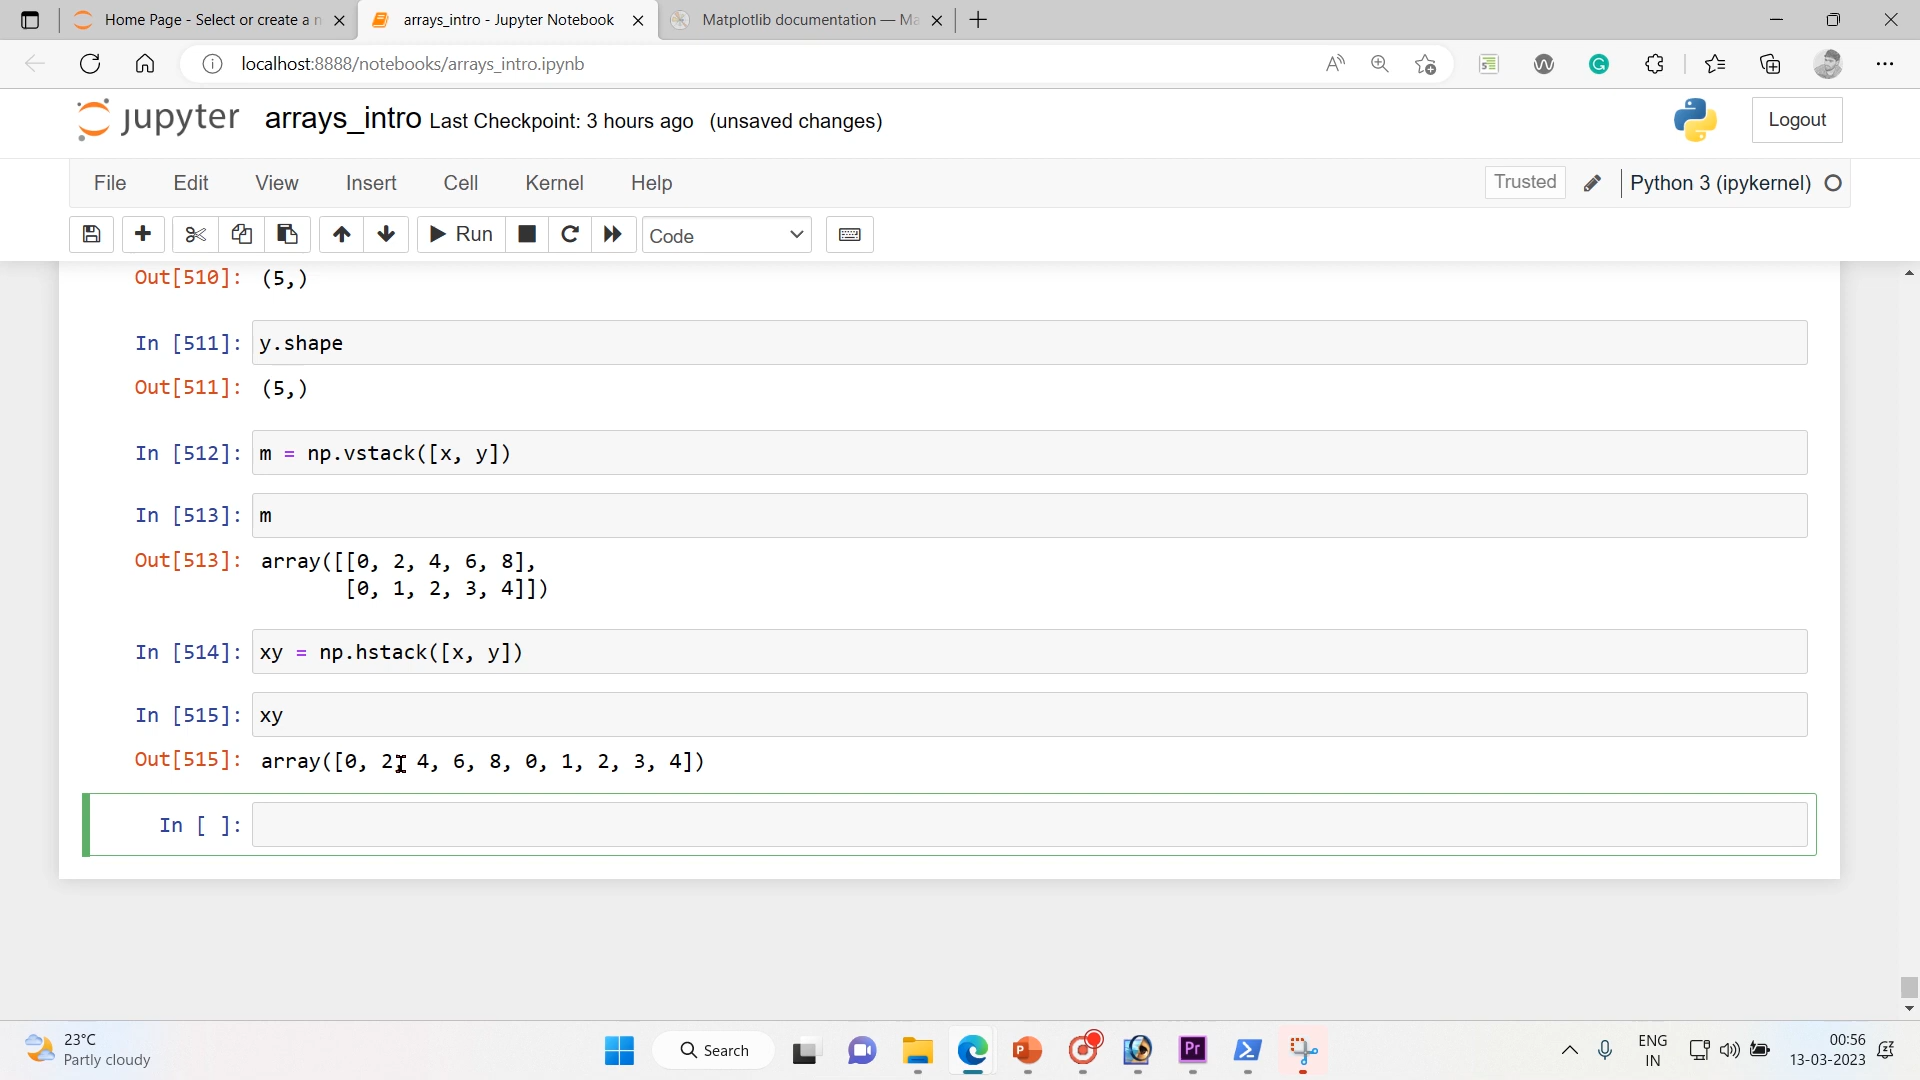 Home Page - Select or create a n
arrays_intro - Jupyter Notebook
Matplotlib documentation — Ma
localhost:8888/notebooks/arrays_intro.ipynb
jupyter arrays_intro Last Checkpoint: 3 hours ago (unsaved changes)
Logout
File Edit View Insert Cell Kernel Help
Trusted Python 3 (ipykernel)
Run Code
Out[510]: (5,)
In [511]: y.shape
Out[511]: (5,)
In [512]: m = np.vstack([x, y])
In [513]: m
Out[513]: array([[0, 2, 4, 6, 8],
[0, 1, 2, 3, 4]])
In [514]: xy = np.hstack([x, y])
In [515]: xy
Out[515]: array([0, 2, 4, 6, 8, 0, 1, 2, 3, 4])
In [ ]:
23°C
Partly cloudy
Search
Pr
ENG
IN
00:56
13-03-2023